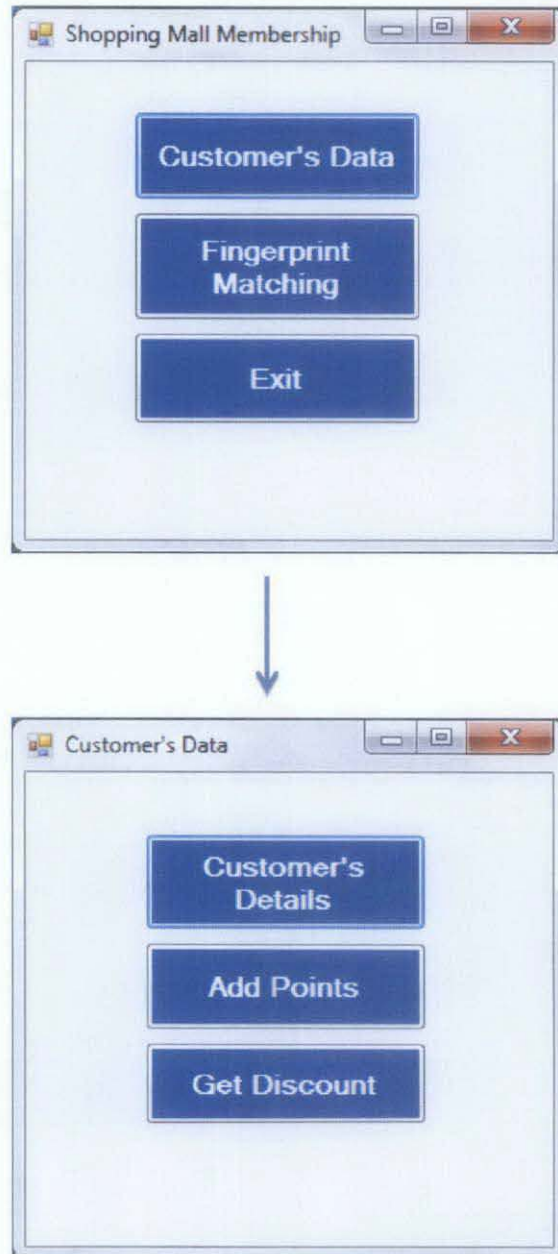 Shopping Mall Membership
Customer's Data
Fingerprint
Matching
Exit
Customer's Data
Customer's
Details
Add Points
Get Discount